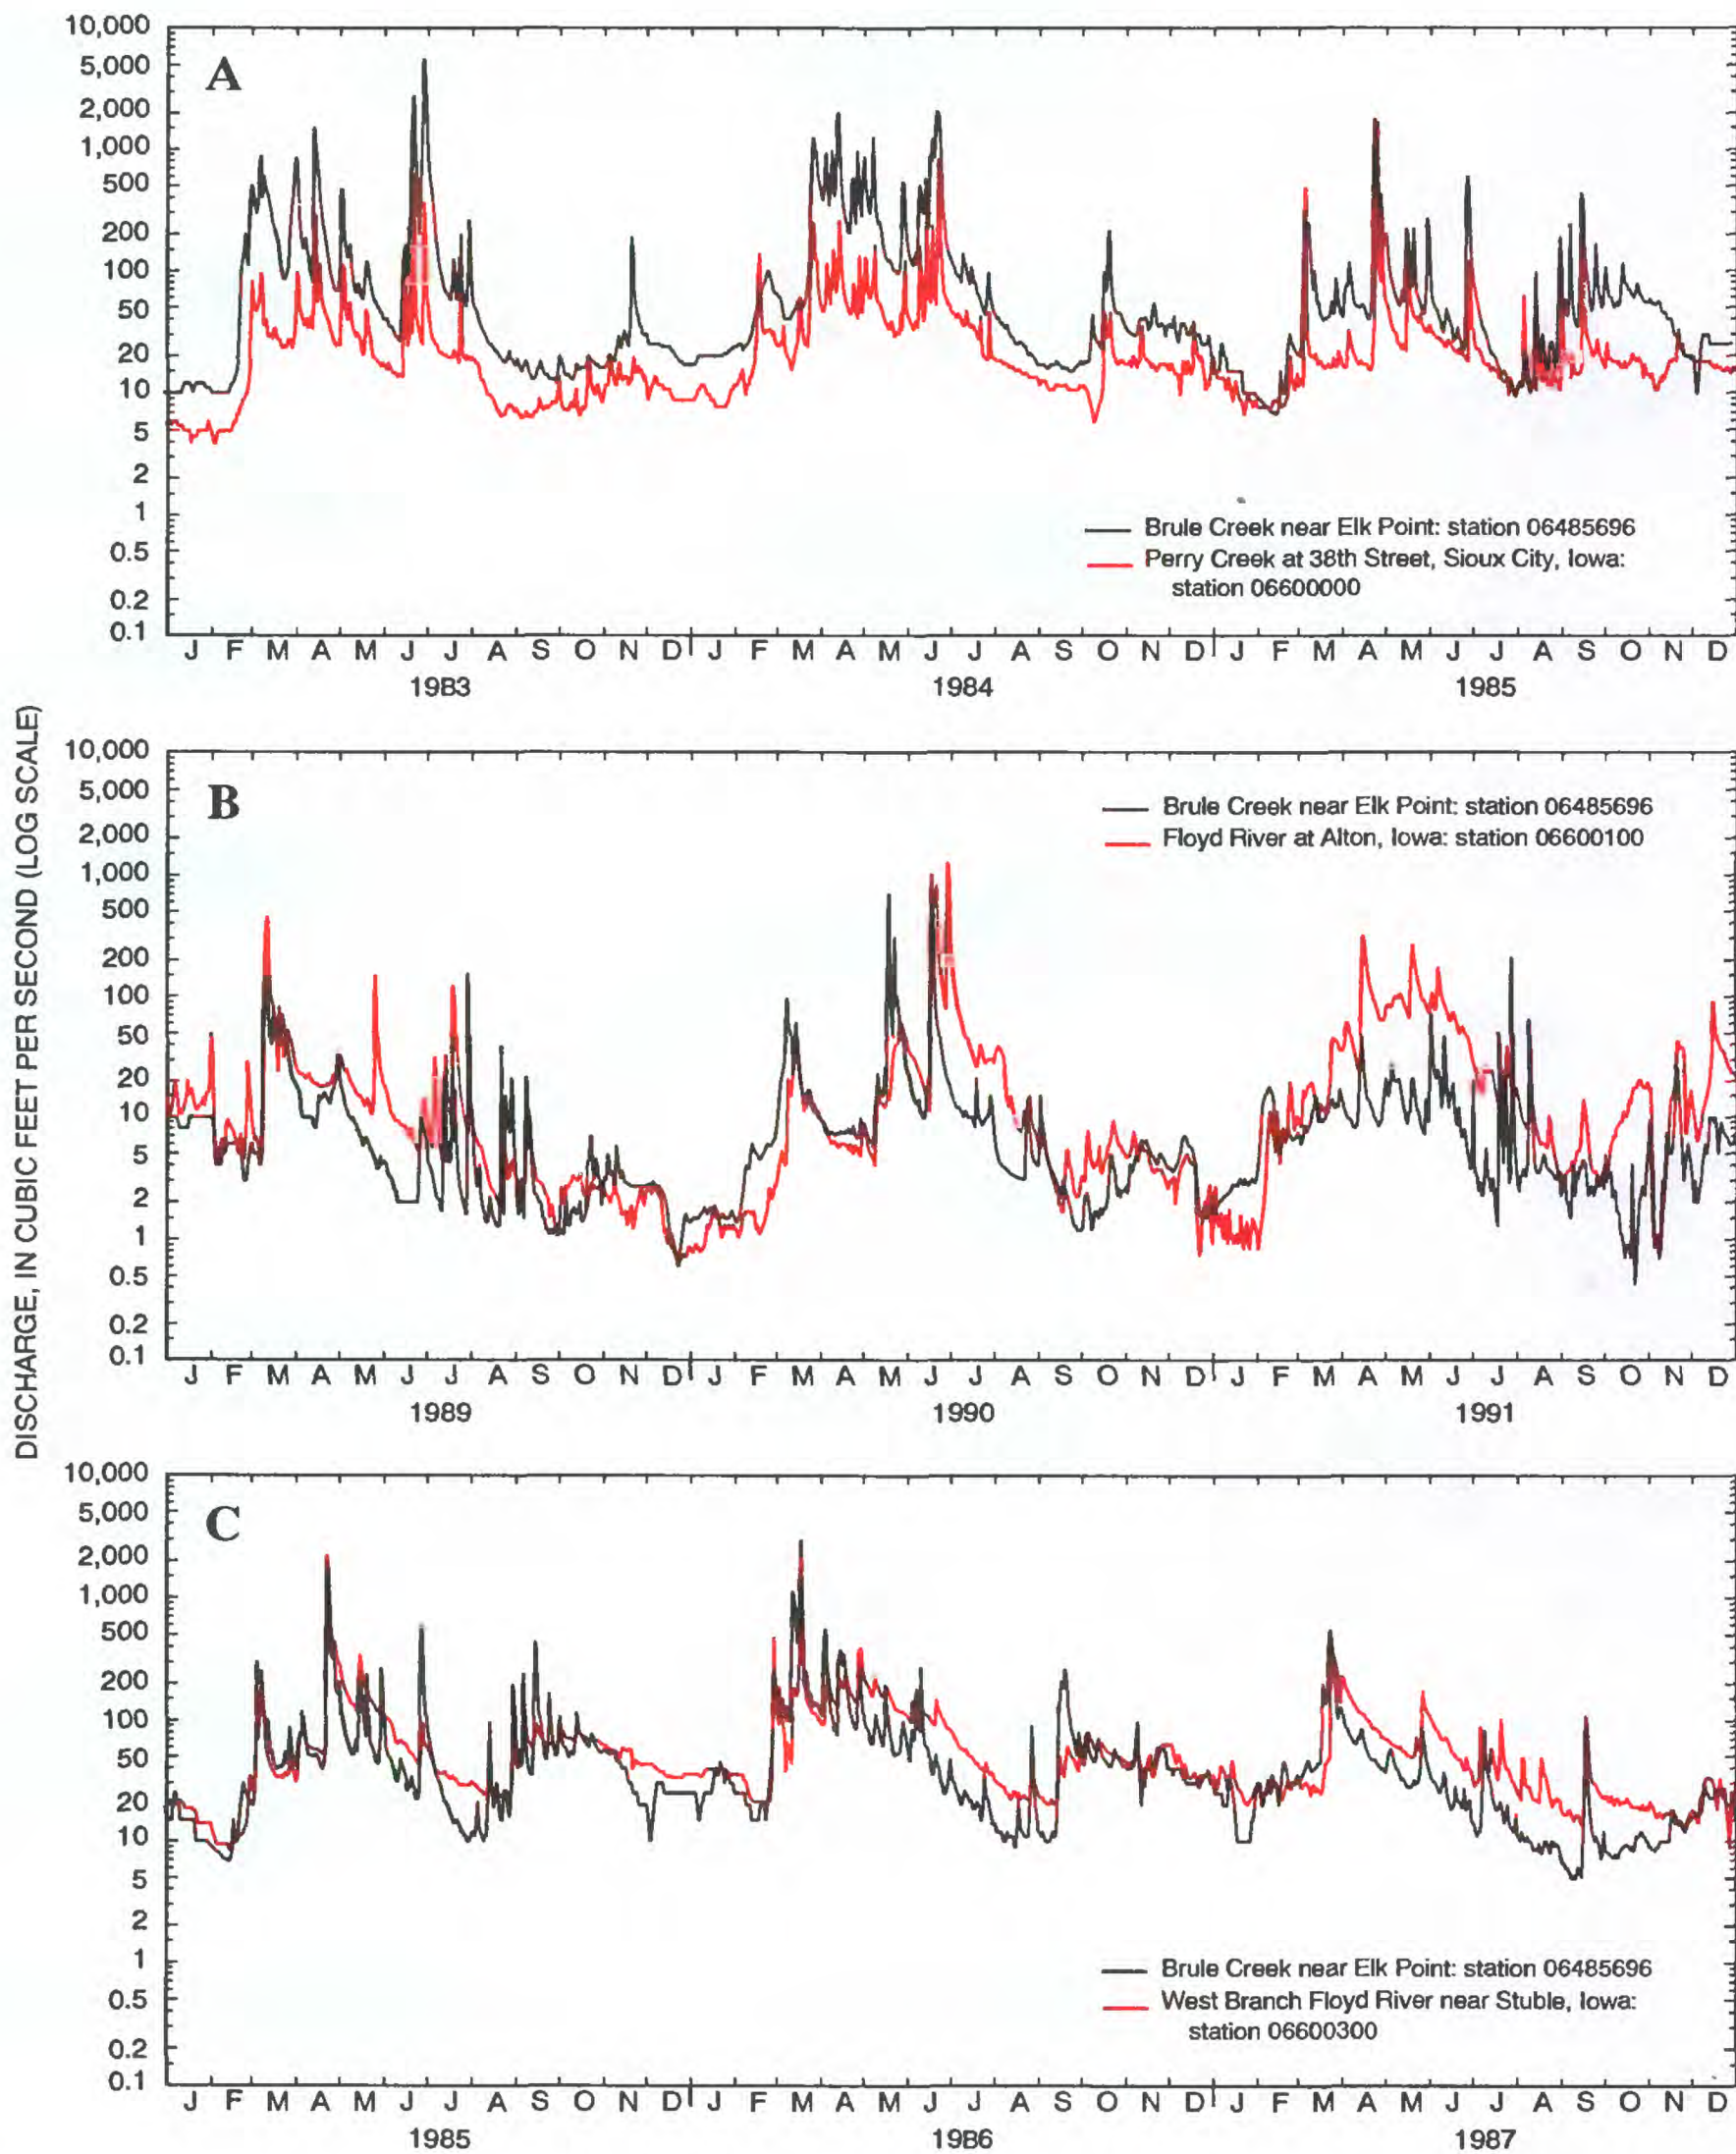 DISCHARGE, IN CUBIC FEET PER SECOND (LOG SCALE)
A
10,000
5,000
2,000
1,000
500
200
100
50
20
10
5
2
1
0.5
0.2
0.1
Brule Creek near Elk Point: station 06485696
Perry Creek at 38th Street, Sioux City, Iowa:
station 06600000
J F M A M J J A S O N D J F M A M J J A S O N D J F M A M J J A S O N D
19B3 1984 1985
B
10,000
5,000
2,000
1,000
500
200
100
50
20
10
5
2
1
0.5
0.2
0.1
Brule Creek near Elk Point: station 06485696
Floyd River at Alton, Iowa: station 06600100
J F M A M J J A S O N D J F M A M J J A S O N D J F M A M J J A S O N D
1989 1990 1991
C
10,000
5,000
2,000
1,000
500
200
100
50
20
10
5
2
1
0.5
0.2
0.1
Brule Creek near Elk Point: station 06485696
West Branch Floyd River near Stuble, Iowa:
station 06600300
J F M A M J J A S O N D J F M A M J J A S O N D J F M A M J J A S O N D
1985 19B6 1987